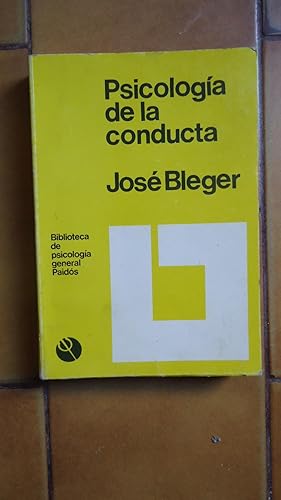 Psicología
de la
conducta
José Bleger
Biblioteca
de
psicología
general
Paidós